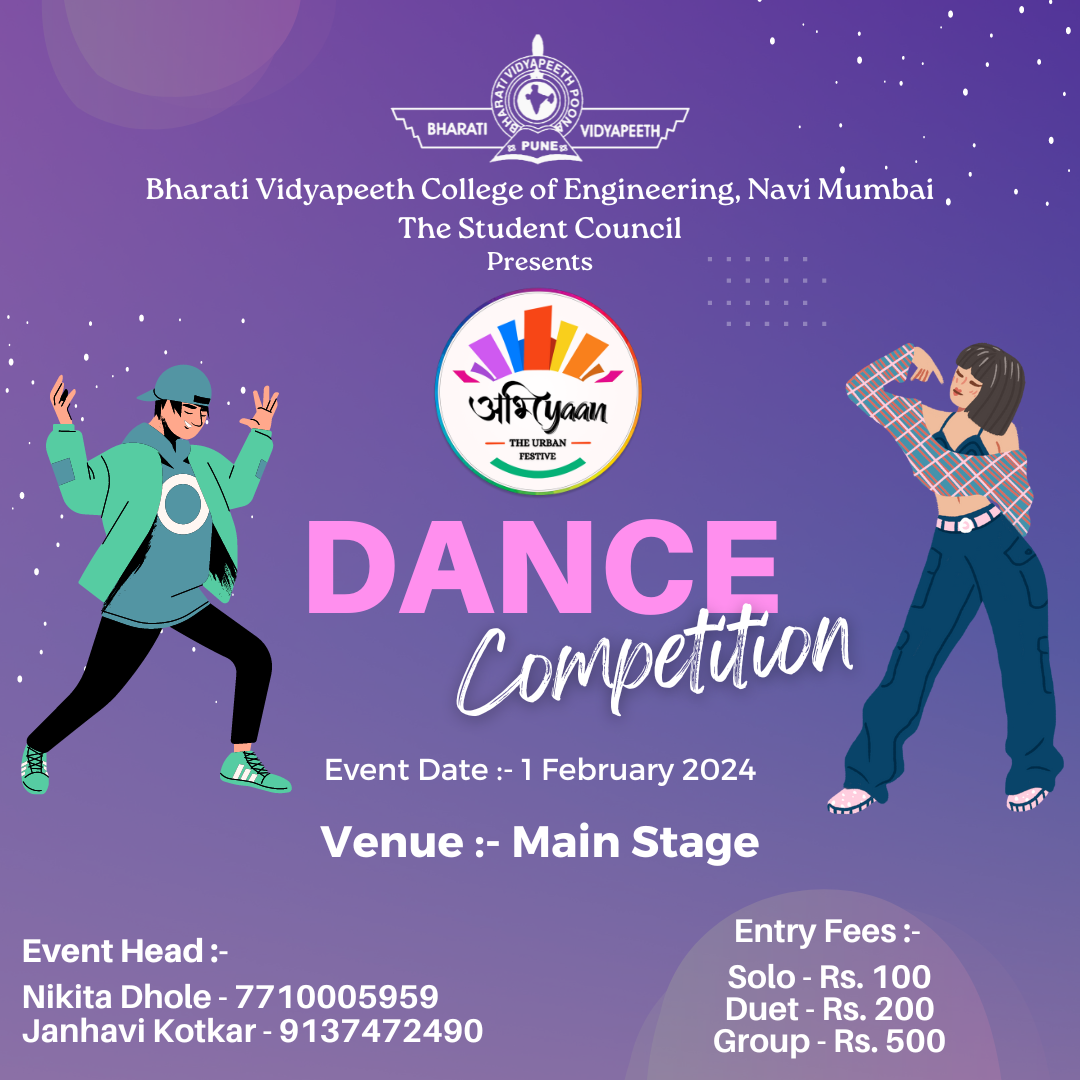 BHARATI VIDYAPEETH POONA
BHARATI VIDYAPEETH
PUNE
Bharati Vidyapeeth College of Engineering, Navi Mumbai
The Student Council
Presents
अभिyaan
THE URBAN
FESTIVE
DANCE
Competition
Event Date :- 1 February 2024
Venue :- Main Stage
Event Head :-
Nikita Dhole - 7710005959
Janhavi Kotkar - 9137472490
Entry Fees :-
Solo - Rs. 100
Duet - Rs. 200
Group - Rs. 500